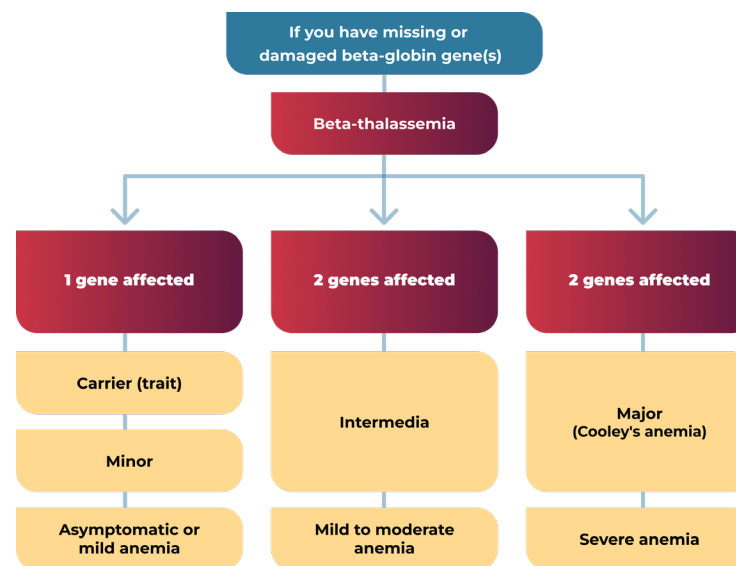 If you have missing or
damaged beta-globin gene(s)
Beta-thalassemia
1 gene affected
2 genes affected
2 genes affected
Carrier (trait)
Minor
Asymptomatic or
mild anemia
Intermedia
Mild to moderate
anemia
Major
(Cooley's anemia)
Severe anemia